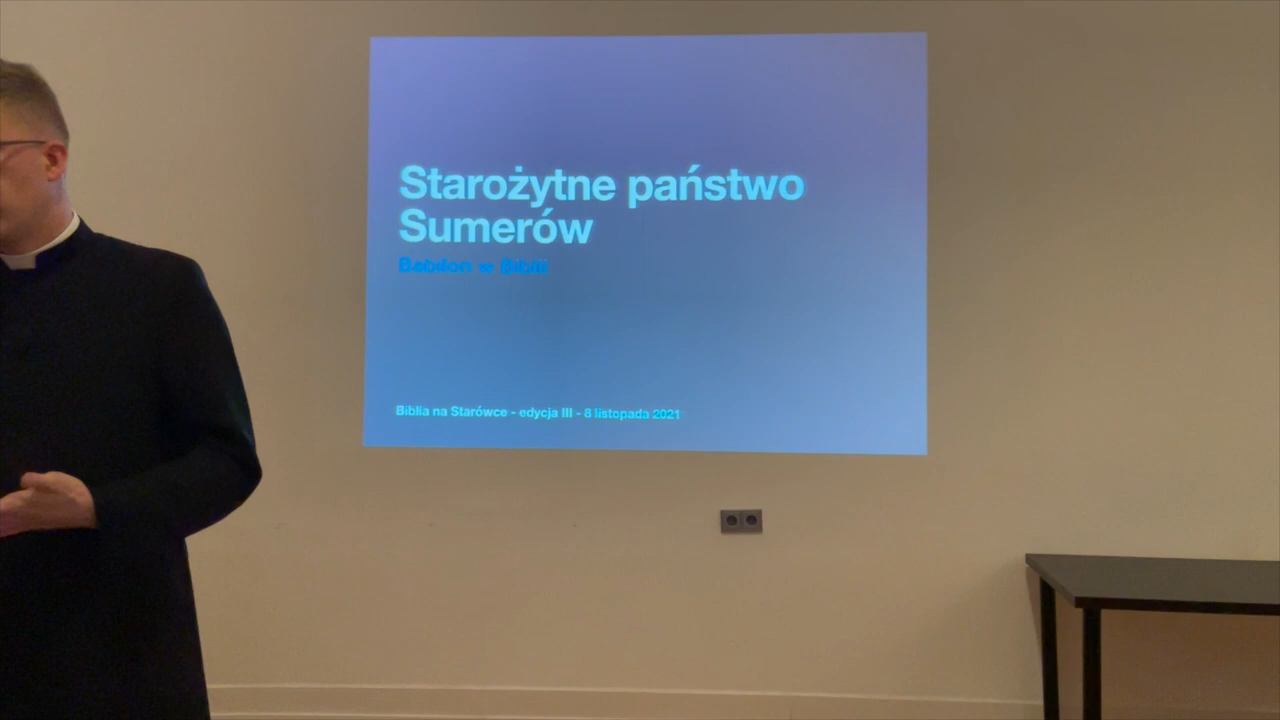 Starożytne państwo
Sumerów
Babilon w Biblii
Biblia na Starówce - edycja III - 8 listopada 2021